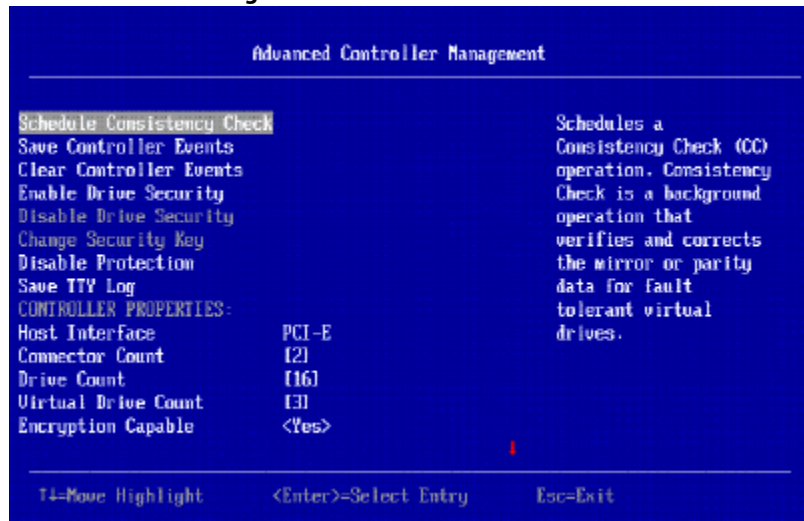 Advanced Controller Management
Schedule Consistency Check
Save Controller Events
Clear Controller Events
Enable Drive Security
Disable Drive Security
Change Security Key
Disable Protection
Save TTY Log
CONTROLLER PROPERTIES:
Host Interface PCI-E
Connector Count [2]
Drive Count [16]
Virtual Drive Count [3]
Encryption Capable <Yes>
Schedules a
Consistency Check (CC)
operation. Consistency
Check is a background
operation that
verifies and corrects
the mirror or parity
data for fault
tolerant virtual
drives.
↓
↑↓=Move Highlight <Enter>=Select Entry Esc=Exit